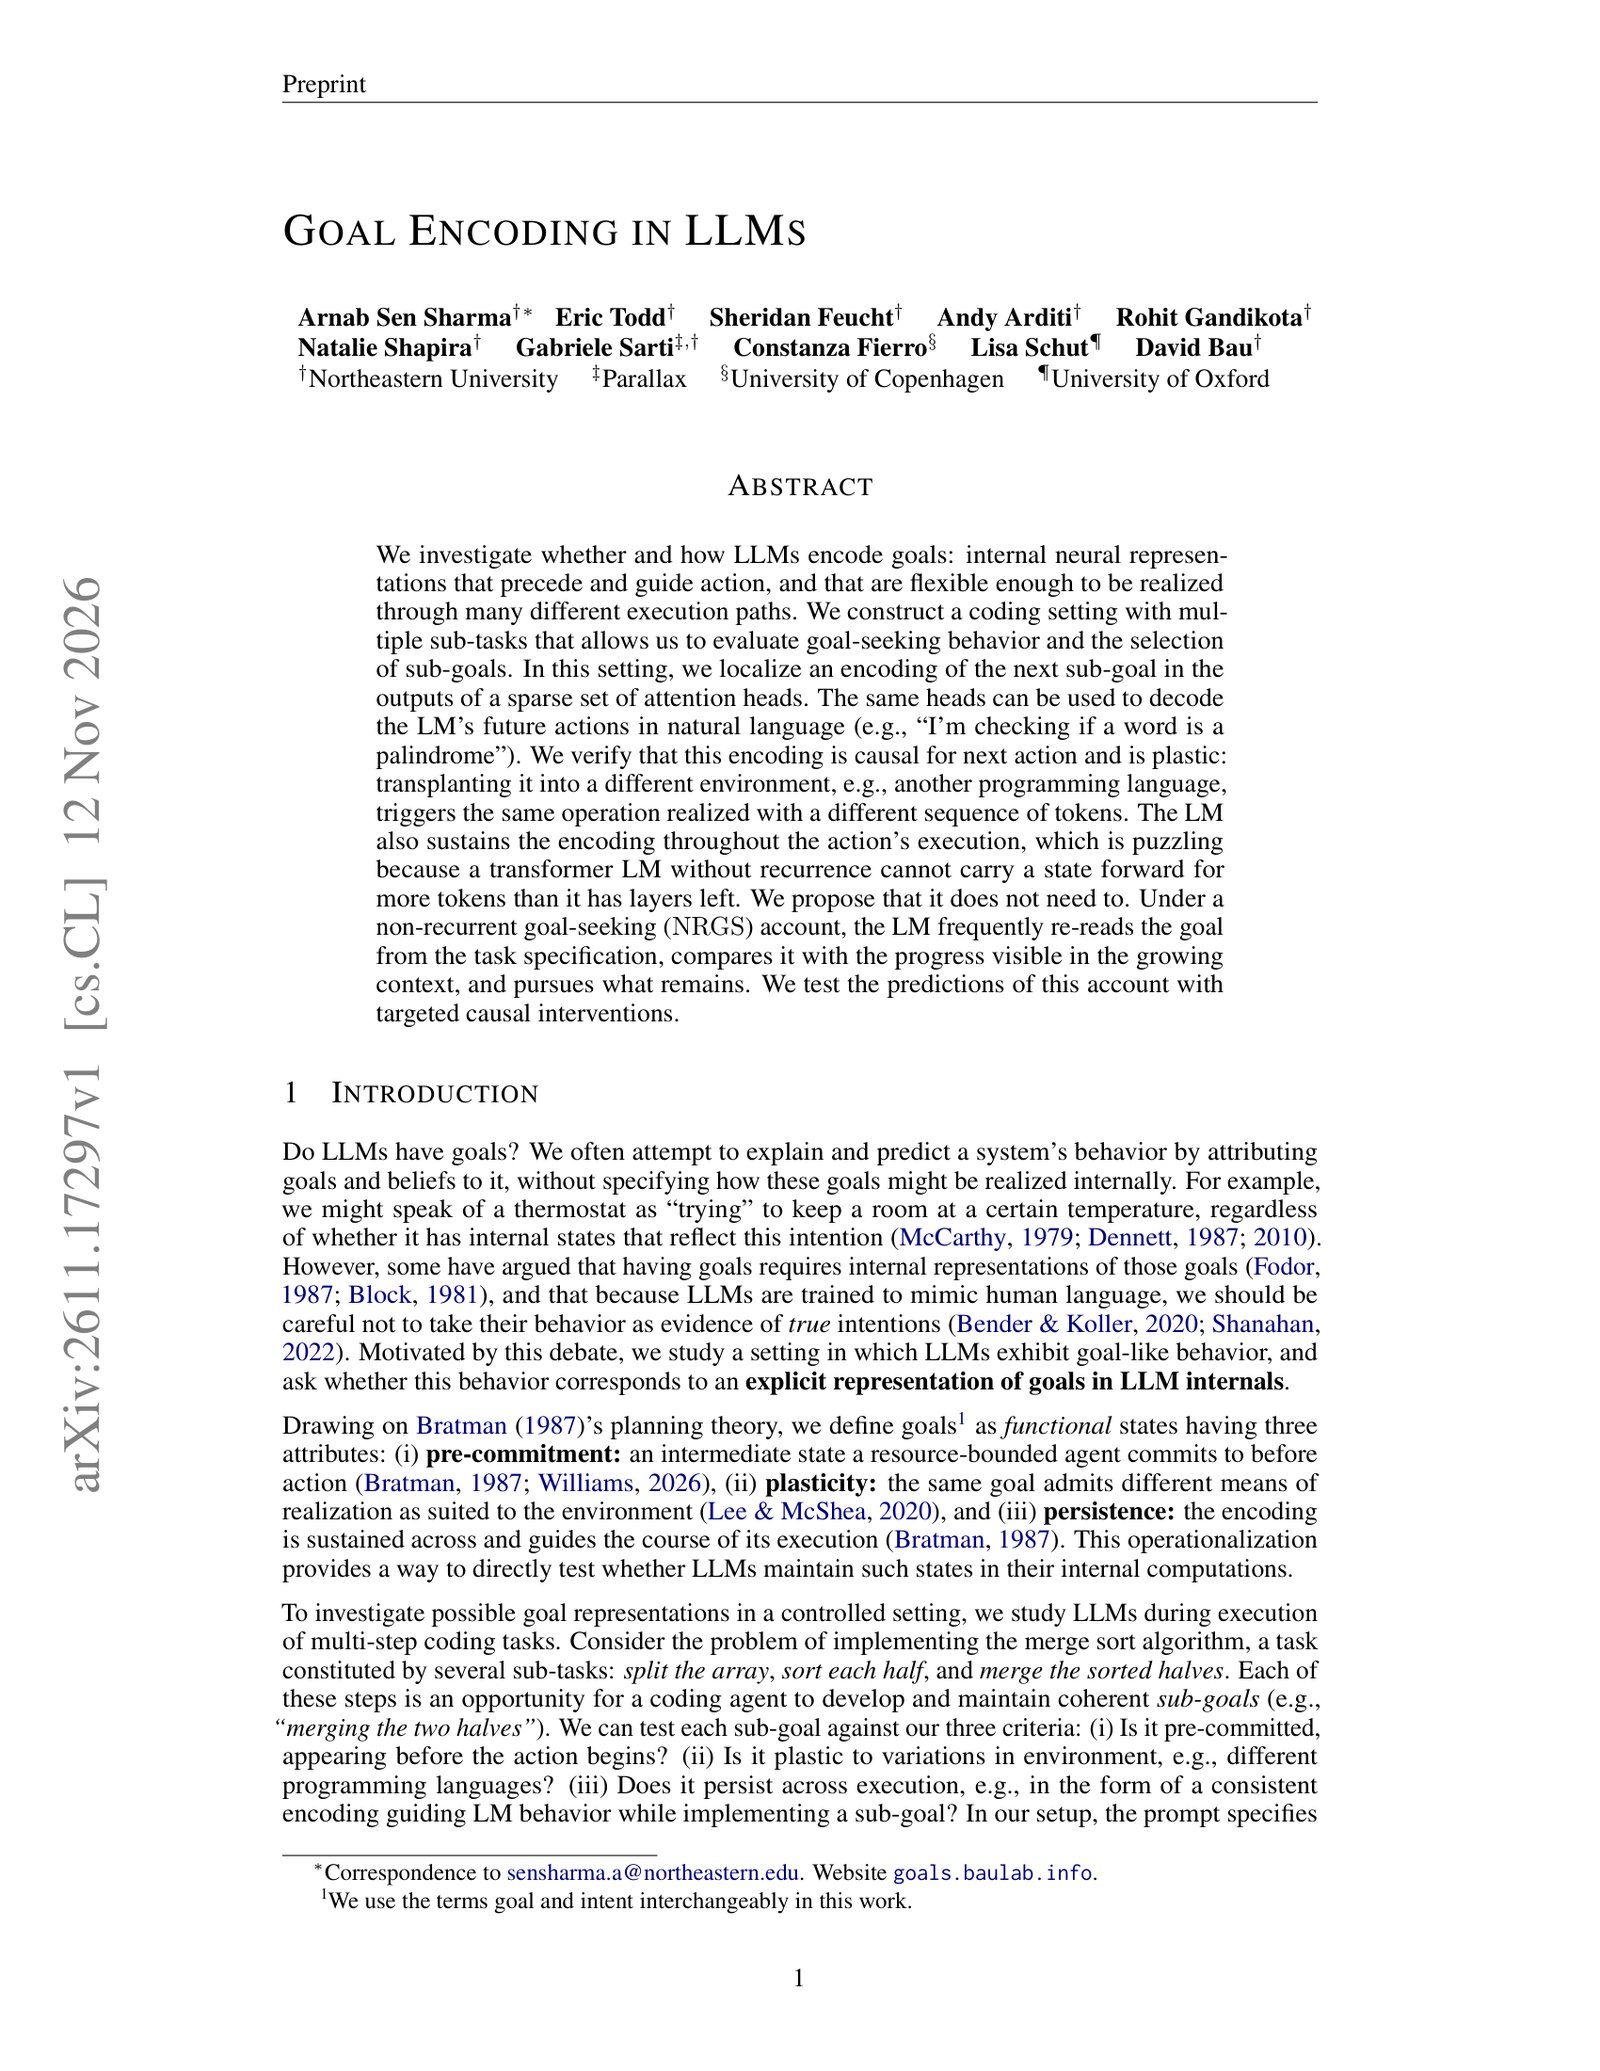 Preprint
GOAL ENCODING IN LLMS
Arnab Sen Sharma†* Eric Todd† Sheridan Feucht† Andy Arditi† Rohit Gandikota†
Natalie Shapira† Gabriele Sarti‡,† Constanza Fierro§ Lisa Schut¶ David Bau†
†Northeastern University ‡Parallax §University of Copenhagen ¶University of Oxford
ABSTRACT
We investigate whether and how LLMs encode goals: internal neural represen-
tations that precede and guide action, and that are flexible enough to be realized
through many different execution paths. We construct a coding setting with mul-
tiple sub-tasks that allows us to evaluate goal-seeking behavior and the selection
of sub-goals. In this setting, we localize an encoding of the next sub-goal in the
outputs of a sparse set of attention heads. The same heads can be used to decode
the LM's future actions in natural language (e.g., “I'm checking if a word is a
palindrome”). We verify that this encoding is causal for next action and is plastic:
transplanting it into a different environment, e.g., another programming language,
triggers the same operation realized with a different sequence of tokens. The LM
also sustains the encoding throughout the action's execution, which is puzzling
because a transformer LM without recurrence cannot carry a state forward for
more tokens than it has layers left. We propose that it does not need to. Under a
non-recurrent goal-seeking (NRGS) account, the LM frequently re-reads the goal
from the task specification, compares it with the progress visible in the growing
context, and pursues what remains. We test the predictions of this account with
targeted causal interventions.
1 INTRODUCTION
Do LLMs have goals? We often attempt to explain and predict a system's behavior by attributing
goals and beliefs to it, without specifying how these goals might be realized internally. For example,
we might speak of a thermostat as “trying” to keep a room at a certain temperature, regardless
of whether it has internal states that reflect this intention (McCarthy, 1979; Dennett, 1987; 2010).
However, some have argued that having goals requires internal representations of those goals (Fodor,
1987; Block, 1981), and that because LLMs are trained to mimic human language, we should be
careful not to take their behavior as evidence of true intentions (Bender & Koller, 2020; Shanahan,
2022). Motivated by this debate, we study a setting in which LLMs exhibit goal-like behavior, and
ask whether this behavior corresponds to an explicit representation of goals in LLM internals.
Drawing on Bratman (1987)'s planning theory, we define goals1 as functional states having three
attributes: (i) pre-commitment: an intermediate state a resource-bounded agent commits to before
action (Bratman, 1987; Williams, 2026), (ii) plasticity: the same goal admits different means of
realization as suited to the environment (Lee & McShea, 2020), and (iii) persistence: the encoding
is sustained across and guides the course of its execution (Bratman, 1987). This operationalization
provides a way to directly test whether LLMs maintain such states in their internal computations.
To investigate possible goal representations in a controlled setting, we study LLMs during execution
of multi-step coding tasks. Consider the problem of implementing the merge sort algorithm, a task
constituted by several sub-tasks: split the array, sort each half, and merge the sorted halves. Each of
these steps is an opportunity for a coding agent to develop and maintain coherent sub-goals (e.g.,
“merging the two halves”). We can test each sub-goal against our three criteria: (i) Is it pre-committed,
appearing before the action begins? (ii) Is it plastic to variations in environment, e.g., different
programming languages? (iii) Does it persist across execution, e.g., in the form of a consistent
encoding guiding LM behavior while implementing a sub-goal? In our setup, the prompt specifies
*Correspondence to sensharma.a@northeastern.edu. Website goals.baulab.info.
1We use the terms goal and intent interchangeably in this work.
1
arXiv:2611.17297v1 [cs.CL] 12 Nov 2026